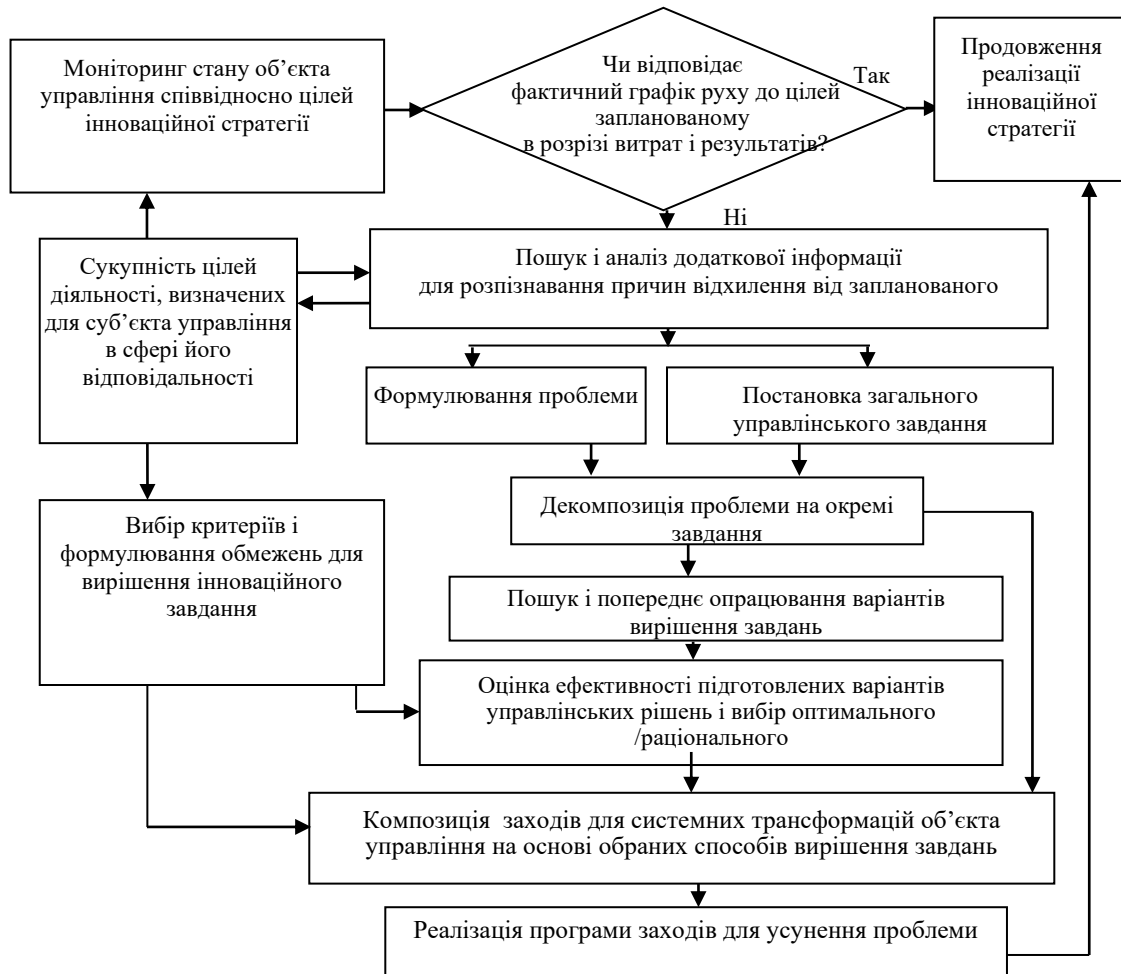 Моніторинг стану об’єкта
управління співвідносно цілей
інноваційної стратегії
Чи відповідає
фактичний графік руху до цілей
запланованому
в розрізі витрат і результатів?
Так
Продовження
реалізації
інноваційної
стратегії
Ні
Сукупність цілей
діяльності, визначених
для суб’єкта управління
в сфері його
відповідальності
Пошук і аналіз додаткової інформації
для розпізнавання причин відхилення від запланованого
Формулювання проблеми
Постановка загального
управлінського завдання
Вибір критеріїв і
формулювання обмежень для
вирішення інноваційного
завдання
Декомпозиція проблеми на окремі
завдання
Пошук і попереднє опрацювання варіантів
вирішення завдань
Оцінка ефективності підготовлених варіантів
управлінських рішень і вибір оптимального
/раціонального
Композиція  заходів для системних трансформацій об’єкта
управління на основі обраних способів вирішення завдань
Реалізація програми заходів для усунення проблеми